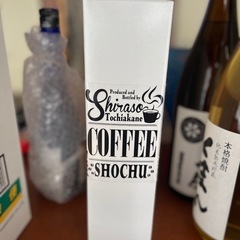 Produced and
Bottled by
Shiraso
Tochiakane
COFFEE
SHOCHU
本格焼酎